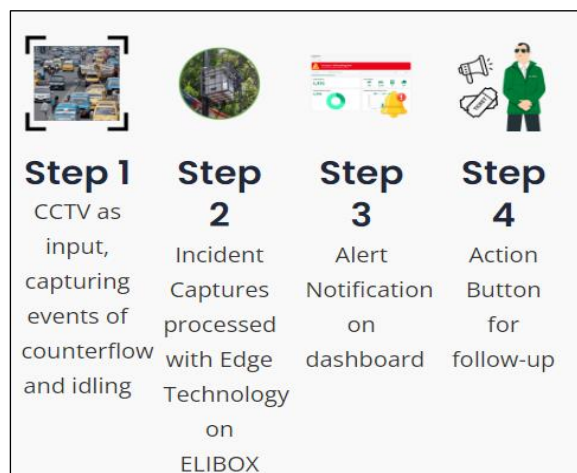 Step 1
CCTV as
input,
capturing
events of
counterflow
and idling
Step
2
Incident
Captures
processed
with Edge
Technology
on
ELIBOX
Step
3
Alert
Notification
on
dashboard
Step
4
Action
Button
for
follow-up
TICKET